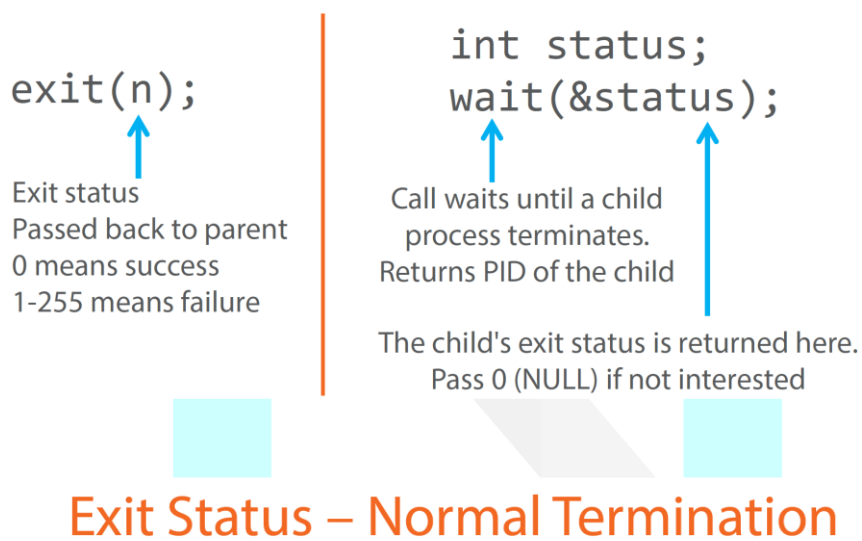 exit(n);
Exit status
Passed back to parent
0 means success
1-255 means failure
int status;
wait(&status);
Call waits until a child
process terminates.
Returns PID of the child
The child's exit status is returned here.
Pass 0 (NULL) if not interested
Exit Status – Normal Termination